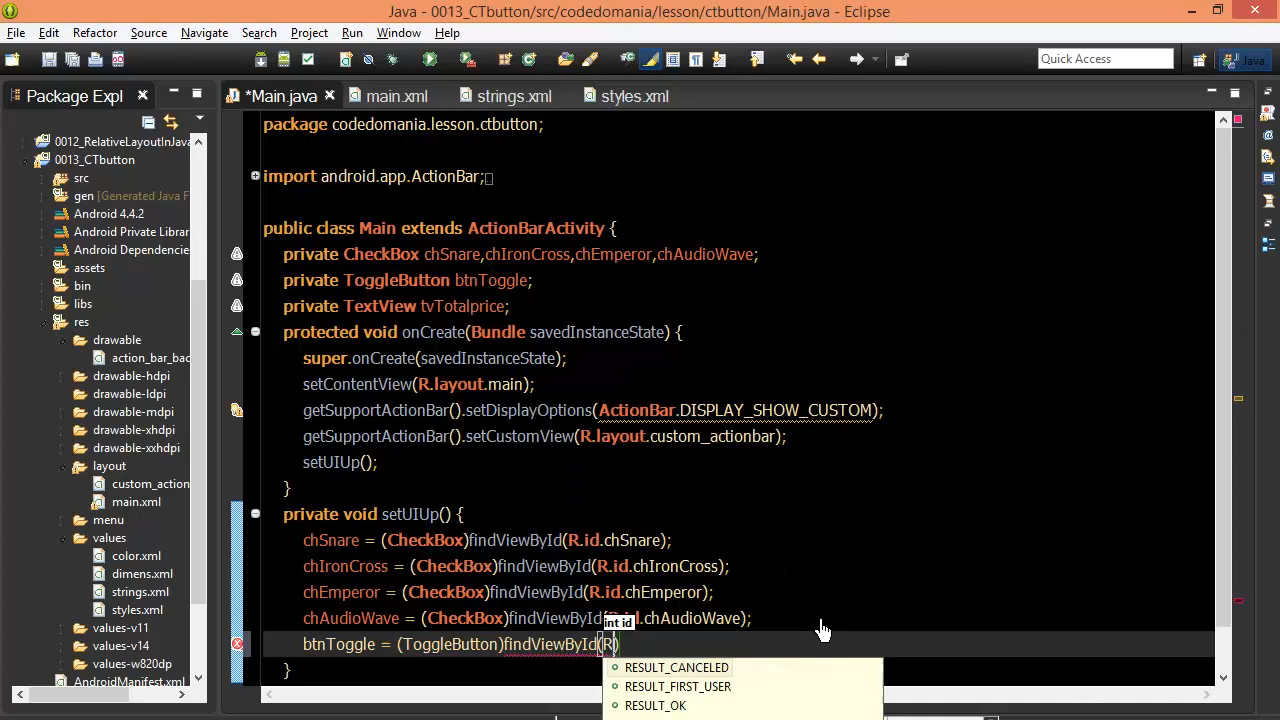 Java - 0013_CTbutton/src/codedomania/lesson/ctbutton/Main.java - Eclipse
File Edit Refactor Source Navigate Search Project Run Window Help
Quick Access
Java
Package Expl
*Main.java main.xml strings.xml styles.xml
0012_RelativeLayoutInJava
0013_CTbutton
src
gen [Generated Java F
Android 4.4.2
Android Private Librar
Android Dependencie
assets
bin
libs
res
drawable
action_bar_bac
drawable-hdpi
drawable-ldpi
drawable-mdpi
drawable-xhdpi
drawable-xxhdpi
layout
custom_action
main.xml
menu
values
color.xml
dimens.xml
strings.xml
styles.xml
values-v11
values-v14
values-w820dp
AndroidManifest.xml
package codedomania.lesson.ctbutton;
import android.app.ActionBar;
public class Main extends ActionBarActivity {
private CheckBox chSnare,chIronCross,chEmperor,chAudioWave;
private ToggleButton btnToggle;
private TextView tvTotalprice;
protected void onCreate(Bundle savedInstanceState) {
super.onCreate(savedInstanceState);
setContentView(R.layout.main);
getSupportActionBar().setDisplayOptions(ActionBar.DISPLAY_SHOW_CUSTOM);
getSupportActionBar().setCustomView(R.layout.custom_actionbar);
setUIUp();
}
private void setUIUp() {
chSnare = (CheckBox)findViewById(R.id.chSnare);
chIronCross = (CheckBox)findViewById(R.id.chIronCross);
chEmperor = (CheckBox)findViewById(R.id.chEmperor);
chAudioWave = (CheckBox)findViewById(R.id.chAudioWave);
int id
btnToggle = (ToggleButton)findViewById(R)
}
RESULT_CANCELED
RESULT_FIRST_USER
RESULT_OK